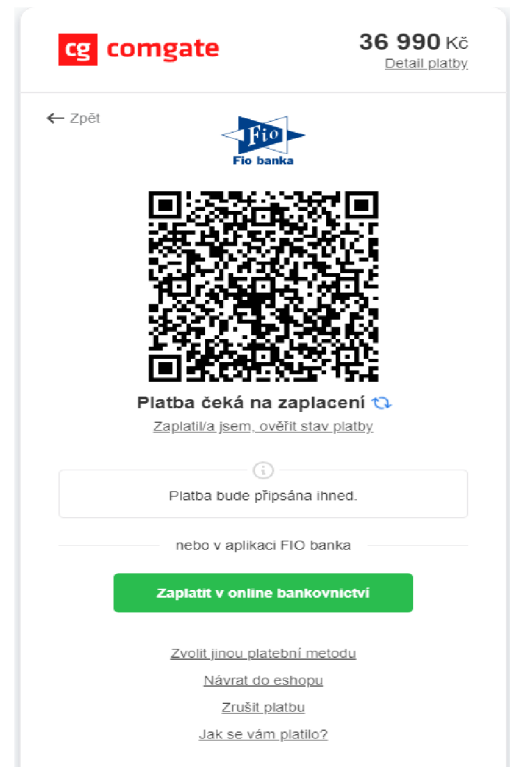 cg comgate
36 990 Kč
Detail platby
← Zpět
Fio
Fio banka
Platba čeká na zaplacení
Zaplatil/a jsem, ověřit stav platby
Platba bude připsána ihned.
nebo v aplikaci FIO banka
Zaplatit v online bankovnictví
Zvolit jinou platební metodu
Návrat do eshopu
Zrušit platbu
Jak se vám platilo?